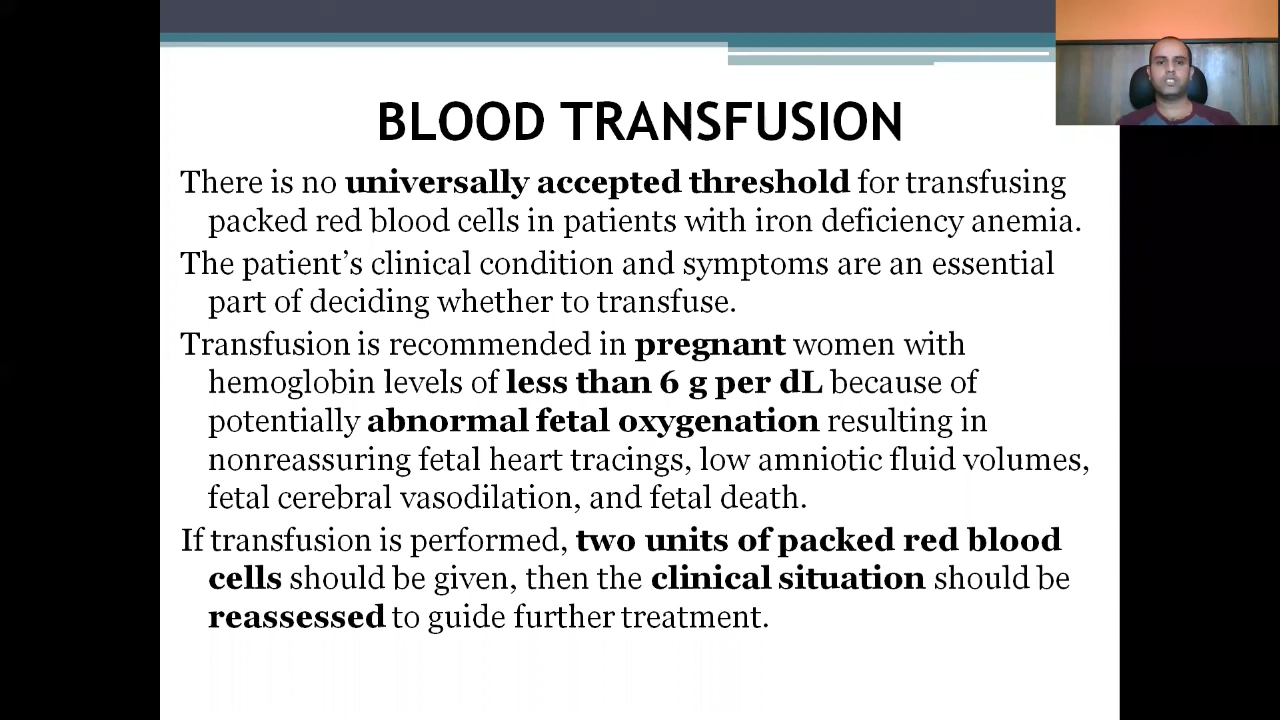 BLOOD TRANSFUSION
There is no universally accepted threshold for transfusing
packed red blood cells in patients with iron deficiency anemia.
The patient’s clinical condition and symptoms are an essential
part of deciding whether to transfuse.
Transfusion is recommended in pregnant women with
hemoglobin levels of less than 6 g per dL because of
potentially abnormal fetal oxygenation resulting in
nonreassuring fetal heart tracings, low amniotic fluid volumes,
fetal cerebral vasodilation, and fetal death.
If transfusion is performed, two units of packed red blood
cells should be given, then the clinical situation should be
reassessed to guide further treatment.